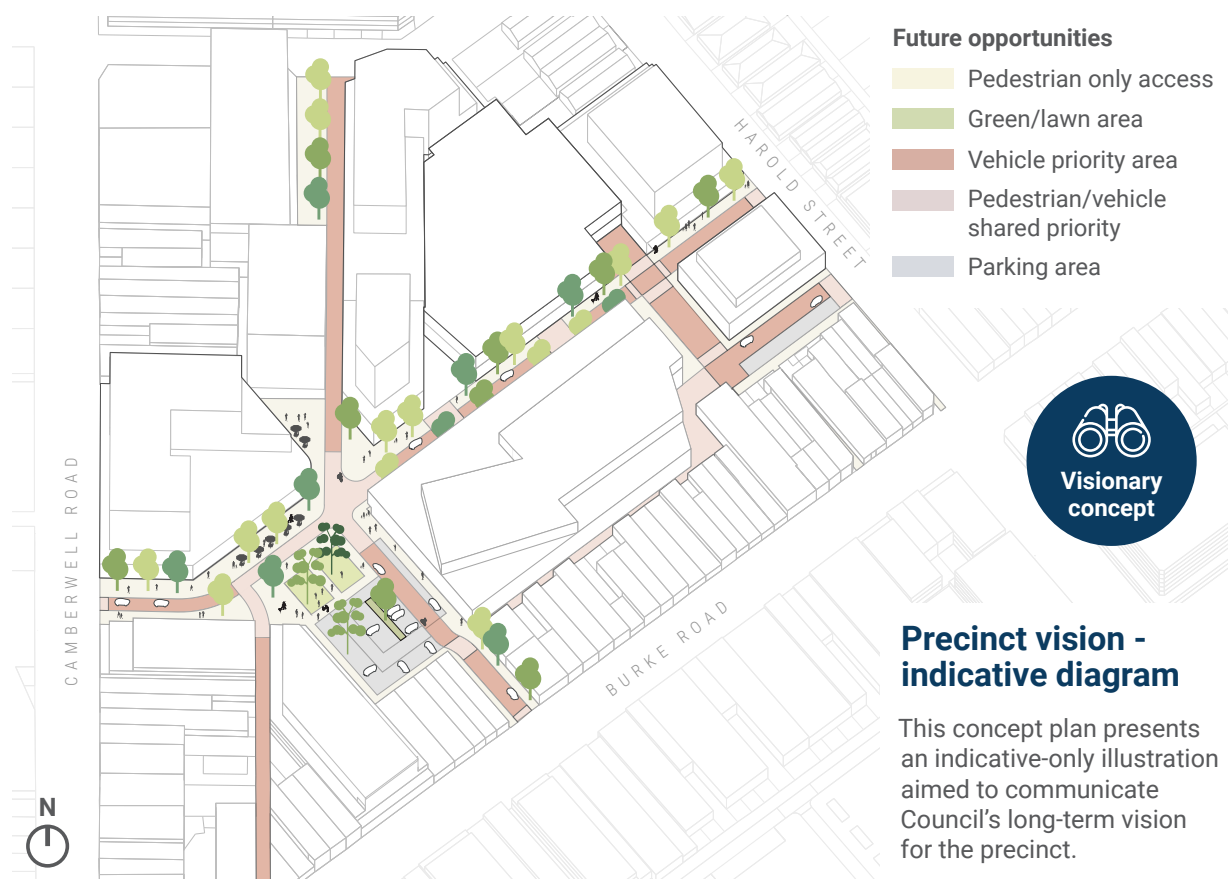 Future opportunities
Pedestrian only access
Green/lawn area
Vehicle priority area
Pedestrian/vehicle
shared priority
Parking area
HAROLD STREET
CAMBERWELL ROAD
BURKE ROAD
N
Visionary
concept
Precinct vision -
indicative diagram
This concept plan presents
an indicative-only illustration
aimed to communicate
Council’s long-term vision
for the precinct.